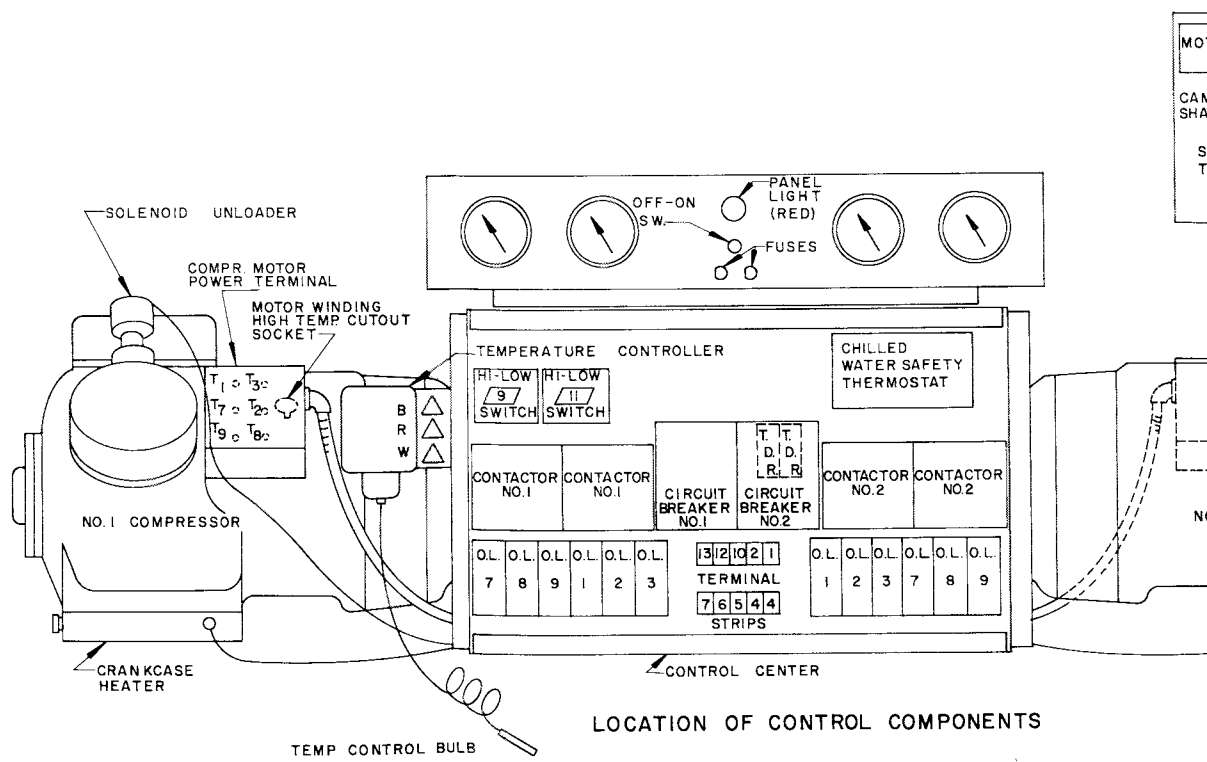 MOT
CAM
SHA
S
T
PANEL
LIGHT
(RED)
OFF-ON
SW.
FUSES
SOLENOID UNLOADER
COMPR. MOTOR
POWER TERMINAL
MOTOR WINDING
HIGH TEMP. CUTOUT
SOCKET
TEMPERATURE CONTROLLER
CHILLED
WATER SAFETY
THERMOSTAT
HI-LOW
9
SWITCH
HI-LOW
11
SWITCH
T1 T3
T7 T2
T9 T8
B
R
W
T. D. R.
T. D. R.
CONTACTOR
NO.1
CONTACTOR
NO.1
CIRCUIT
BREAKER
NO.1
CIRCUIT
BREAKER
NO.2
CONTACTOR
NO.2
CONTACTOR
NO.2
NO.1 COMPRESSOR
NO
O.L. O.L. O.L. O.L. O.L. O.L.
7 8 9 1 2 3
13 12 10 2 1
TERMINAL
7 6 5 4 4
STRIPS
O.L. O.L. O.L. O.L. O.L. O.L.
1 2 3 7 8 9
CRANKCASE
HEATER
CONTROL CENTER
LOCATION OF CONTROL COMPONENTS
TEMP CONTROL BULB